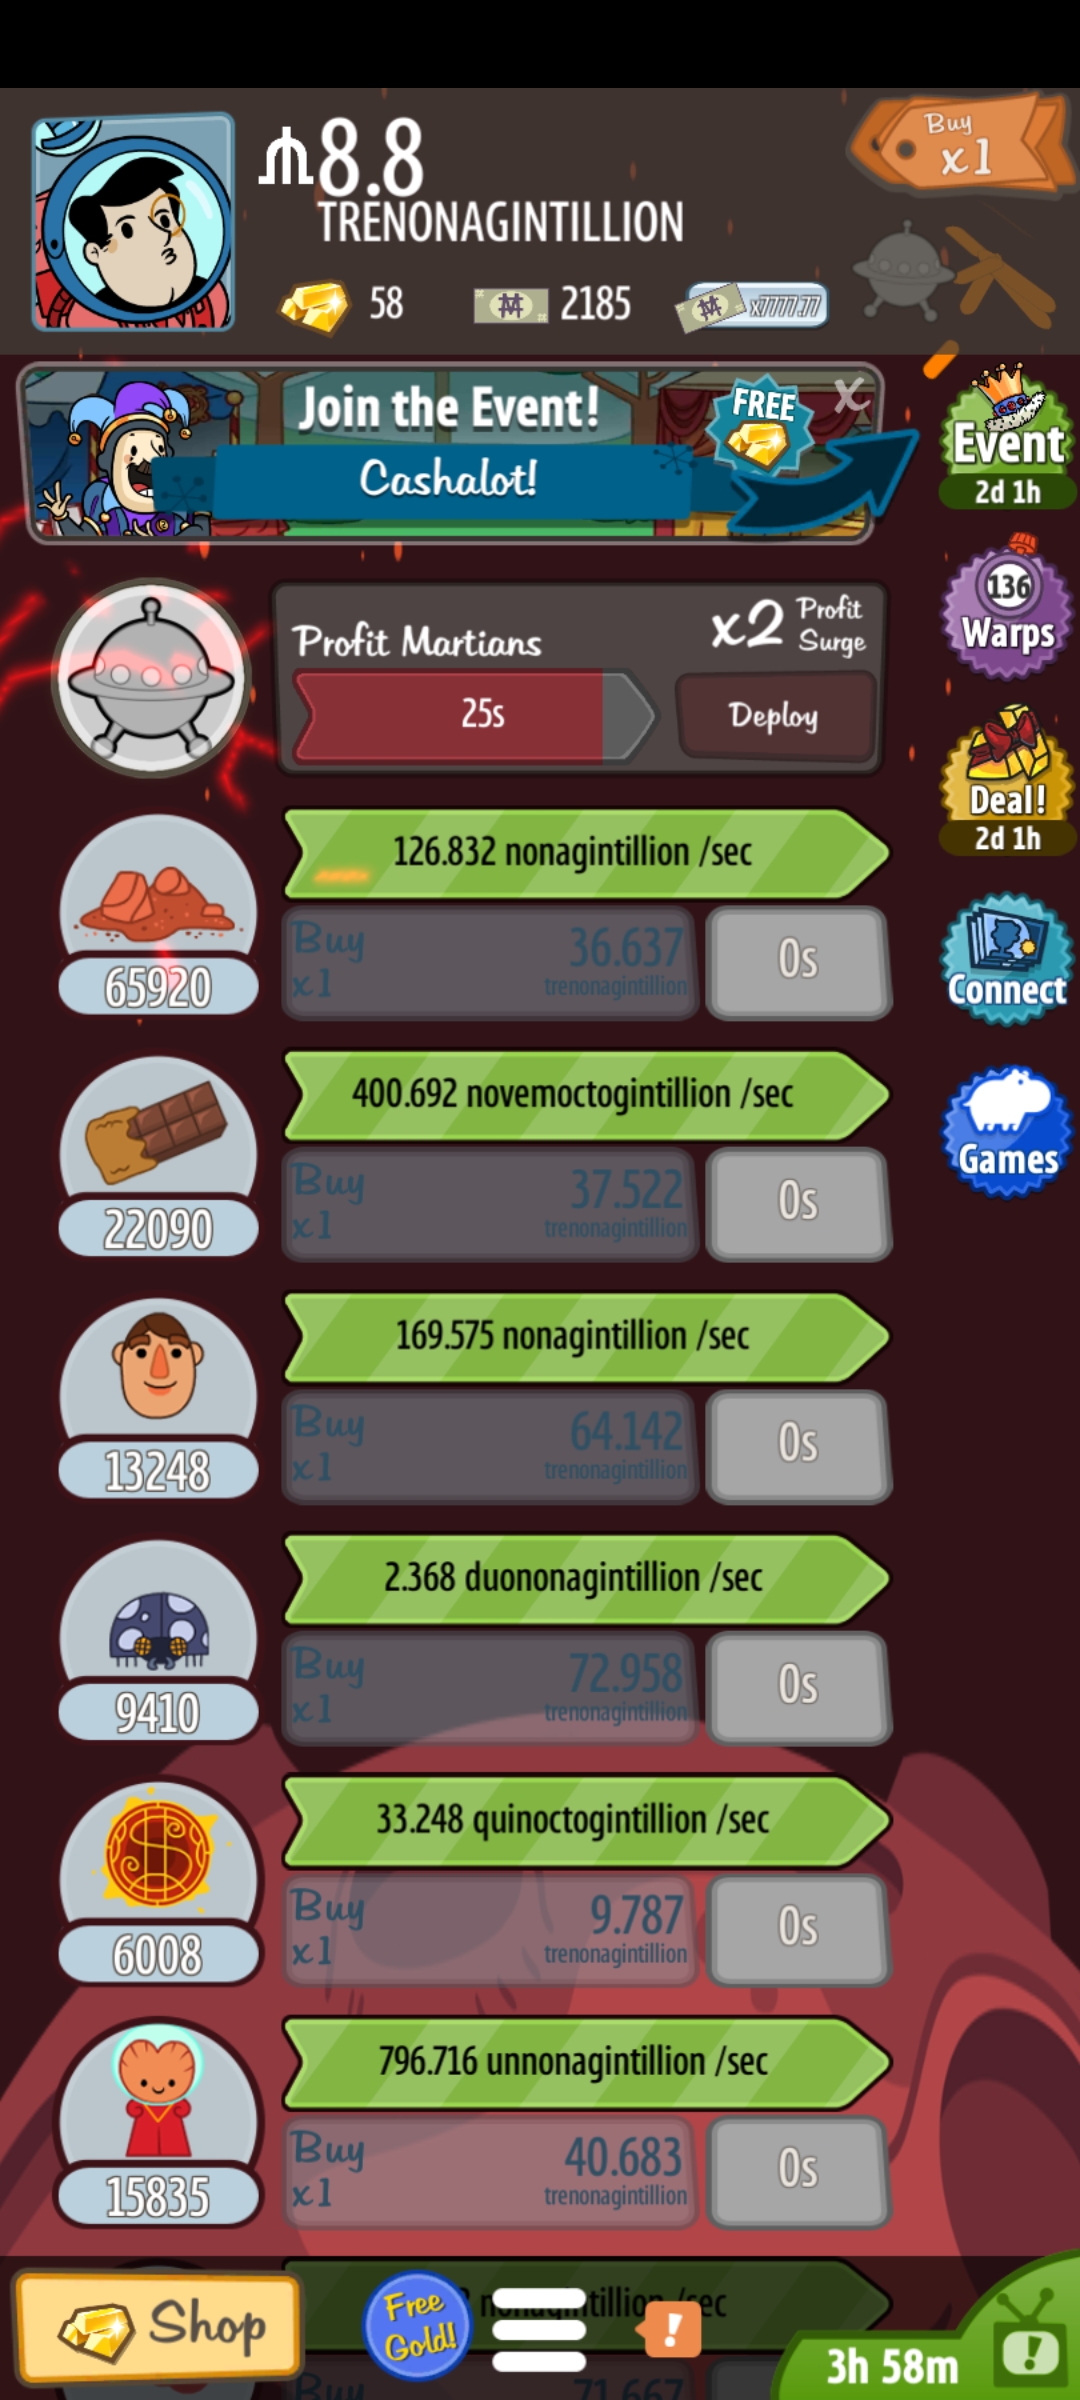 8.8
TRENONAGINTILLION
58
2185
x7777.77
Buy
x1
Join the Event!
Cashalot!
FREE
X
Event
2d 1h
Profit Martians
x2 Profit Surge
25s
Deploy
136
Warps
Deal!
2d 1h
126.832 nonagintillion /sec
65920
Buy
x1
36.637
trenonagintillion
0s
Connect
400.692 novemoctogintillion /sec
22090
Buy
x1
37.522
trenonagintillion
0s
Games
169.575 nonagintillion /sec
13248
Buy
x1
64.142
trenonagintillion
0s
2.368 duononagintillion /sec
9410
Buy
x1
72.958
trenonagintillion
0s
33.248 quinoctogintillion /sec
6008
Buy
x1
9.787
trenonagintillion
0s
796.716 unnonagintillion /sec
15835
Buy
x1
40.683
trenonagintillion
0s
Shop
Free
Gold!
!
3h 58m
!
Buy
71.667